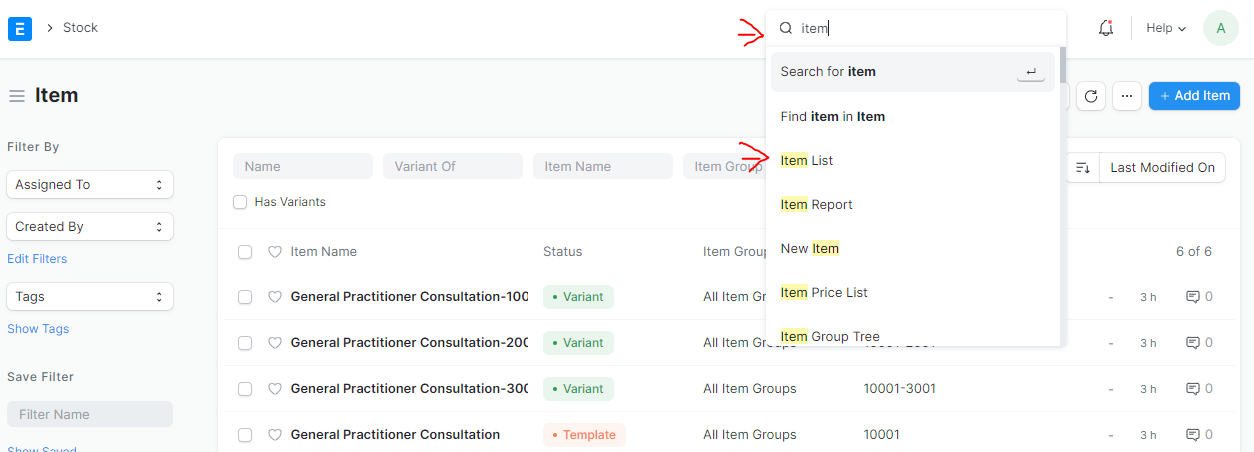 E
Stock
item
Help
A
Item
Search for item
Find item in Item
Item List
Item Report
New Item
Item Price List
Item Group Tree
+ Add Item
Filter By
Assigned To
Created By
Edit Filters
Tags
Show Tags
Save Filter
Filter Name
Show Saved
Name
Variant Of
Item Name
Item Group
Last Modified On
Has Variants
Item Name Status Item Group 6 of 6
General Practitioner Consultation-100 Variant All Item Gr - 3 h 0
General Practitioner Consultation-200 Variant All Item Groups 10001-2001 - 3 h 0
General Practitioner Consultation-300 Variant All Item Groups 10001-3001 - 3 h 0
General Practitioner Consultation Template All Item Groups 10001 - 3 h 0